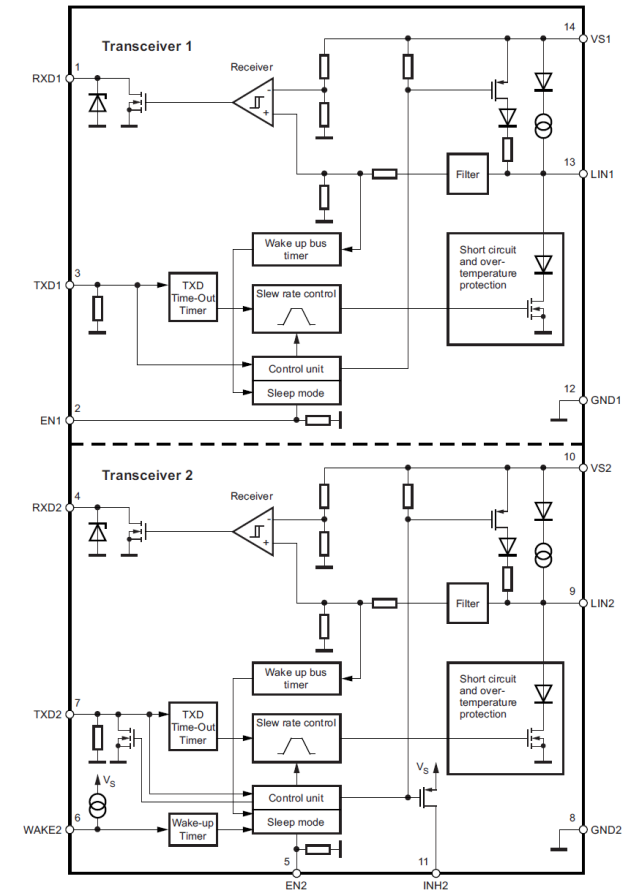 14
VS1
Transceiver 1
Receiver
1
RXD1
-
+
13
LIN1
Filter
Wake up bus
timer
Short circuit
and over-
temperature
protection
3
TXD1
TXD
Time-Out
Timer
Slew rate control
Control unit
Sleep mode
12
GND1
2
EN1
10
VS2
Transceiver 2
Receiver
4
RXD2
-
+
9
LIN2
Filter
Wake up bus
timer
Short circuit
and over-
temperature
protection
7
TXD2
TXD
Time-Out
Timer
Slew rate control
VS
VS
Control unit
Sleep mode
6
WAKE2
Wake-up
Timer
8
GND2
5
EN2
11
INH2